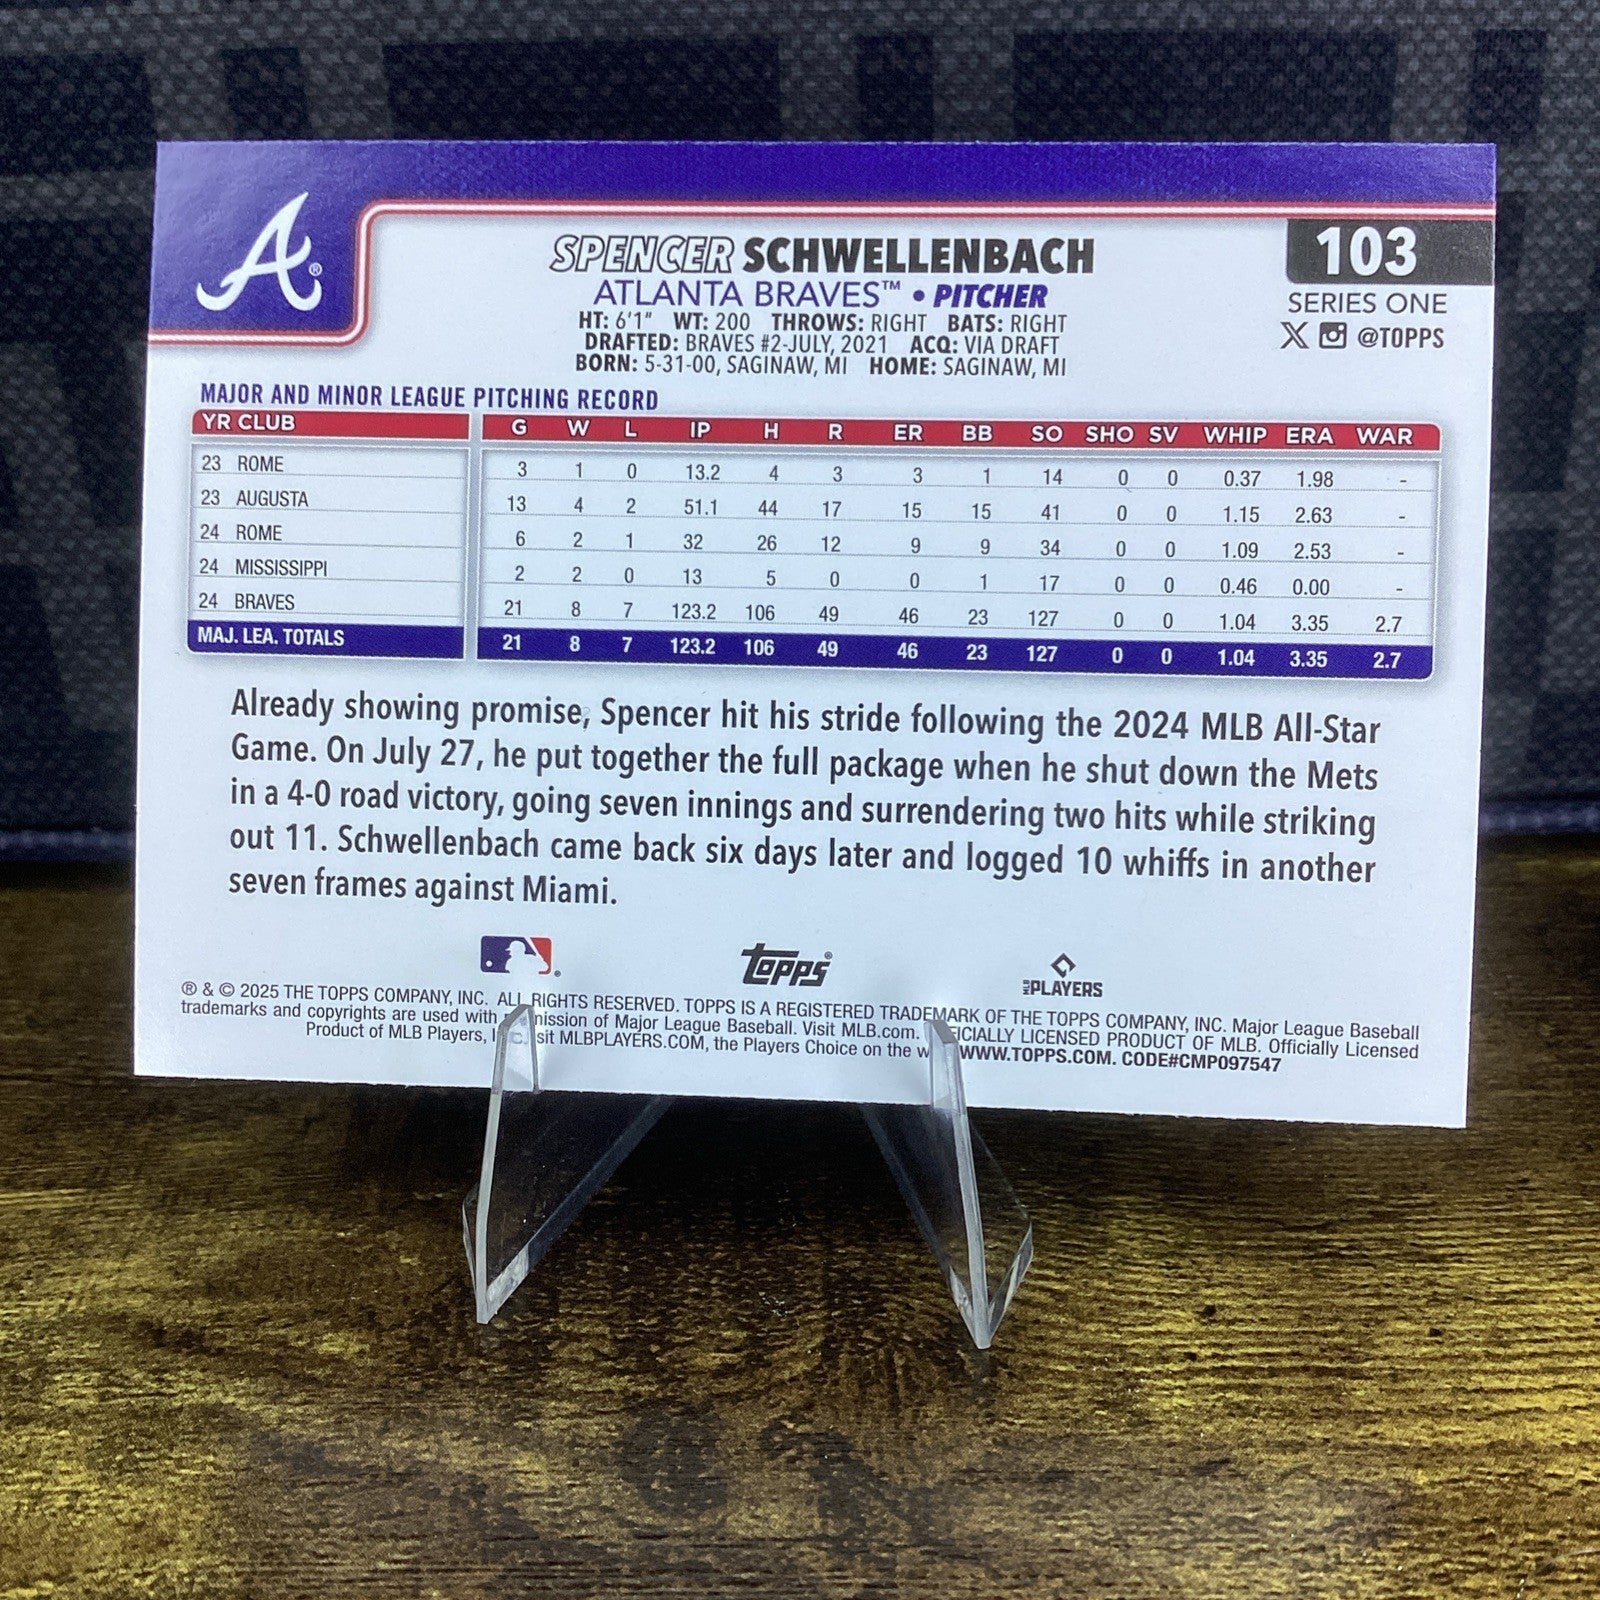 A®
SPENCER SCHWELLENBACH
103
ATLANTA BRAVES™ • PITCHER
SERIES ONE
HT: 6'1" WT: 200 THROWS: RIGHT BATS: RIGHT
@TOPPS
DRAFTED: BRAVES #2-JULY, 2021 ACQ: VIA DRAFT
BORN: 5-31-00, SAGINAW, MI HOME: SAGINAW, MI
MAJOR AND MINOR LEAGUE PITCHING RECORD
YR CLUB G W L IP H R ER BB SO SHO SV WHIP ERA WAR
23 ROME 3 1 0 13.2 4 3 3 1 14 0 0 0.37 1.98 -
23 AUGUSTA 13 4 2 51.1 44 17 15 15 41 0 0 1.15 2.63 -
24 ROME 6 2 1 32 26 12 9 9 34 0 0 1.09 2.53 -
24 MISSISSIPPI 2 2 0 13 5 0 0 1 17 0 0 0.46 0.00 -
24 BRAVES 21 8 7 123.2 106 49 46 23 127 0 0 1.04 3.35 2.7
MAJ. LEA. TOTALS 21 8 7 123.2 106 49 46 23 127 0 0 1.04 3.35 2.7
Already showing promise, Spencer hit his stride following the 2024 MLB All-Star
Game. On July 27, he put together the full package when he shut down the Mets
in a 4-0 road victory, going seven innings and surrendering two hits while striking
out 11. Schwellenbach came back six days later and logged 10 whiffs in another
seven frames against Miami.
topps®
MLB PLAYERS
® & © 2025 THE TOPPS COMPANY, INC. ALL RIGHTS RESERVED. TOPPS IS A REGISTERED TRADEMARK OF THE TOPPS COMPANY, INC. Major League Baseball
trademarks and copyrights are used with nission of Major League Baseball. Visit MLB.com. FICIALLY LICENSED PRODUCT OF MLB. Officially Licensed
Product of MLB Players, sit MLBPLAYERS.COM, the Players Choice on the w WWW.TOPPS.COM. CODE#CMP097547